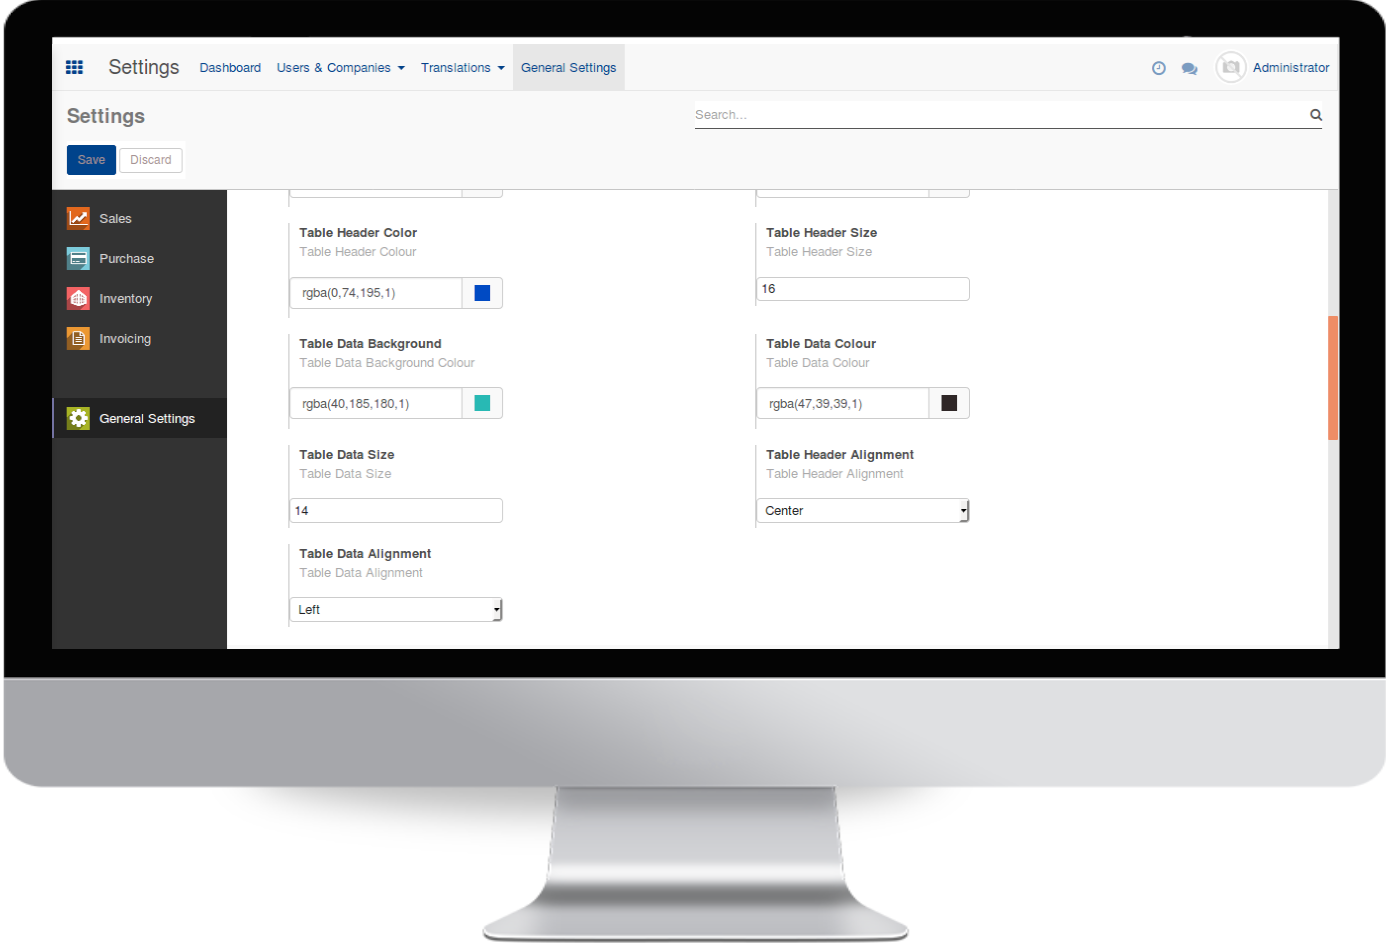 Settings Dashboard Users & Companies Translations General Settings Administrator
Settings
Search...
Save Discard
Sales
Purchase
Inventory
Invoicing
General Settings
Table Header Color
Table Header Colour
rgba(0,74,195,1)
Table Header Size
Table Header Size
16
Table Data Background
Table Data Background Colour
rgba(40,185,180,1)
Table Data Colour
Table Data Colour
rgba(47,39,39,1)
Table Data Size
Table Data Size
14
Table Header Alignment
Table Header Alignment
Center
Table Data Alignment
Table Data Alignment
Left